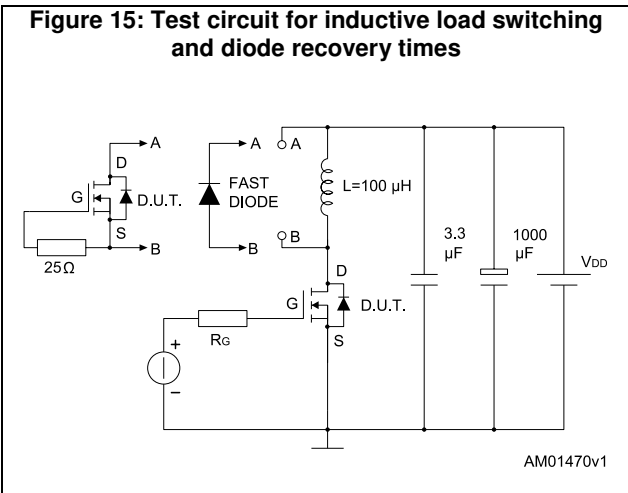 Figure 15: Test circuit for inductive load switching
and diode recovery times
A
D
G
D.U.T.
S
B
25Ω
A
FAST
DIODE
B
A
L=100 µH
B
D
G
D.U.T.
S
RG
+
−
3.3
µF
1000
µF
VDD
AM01470v1